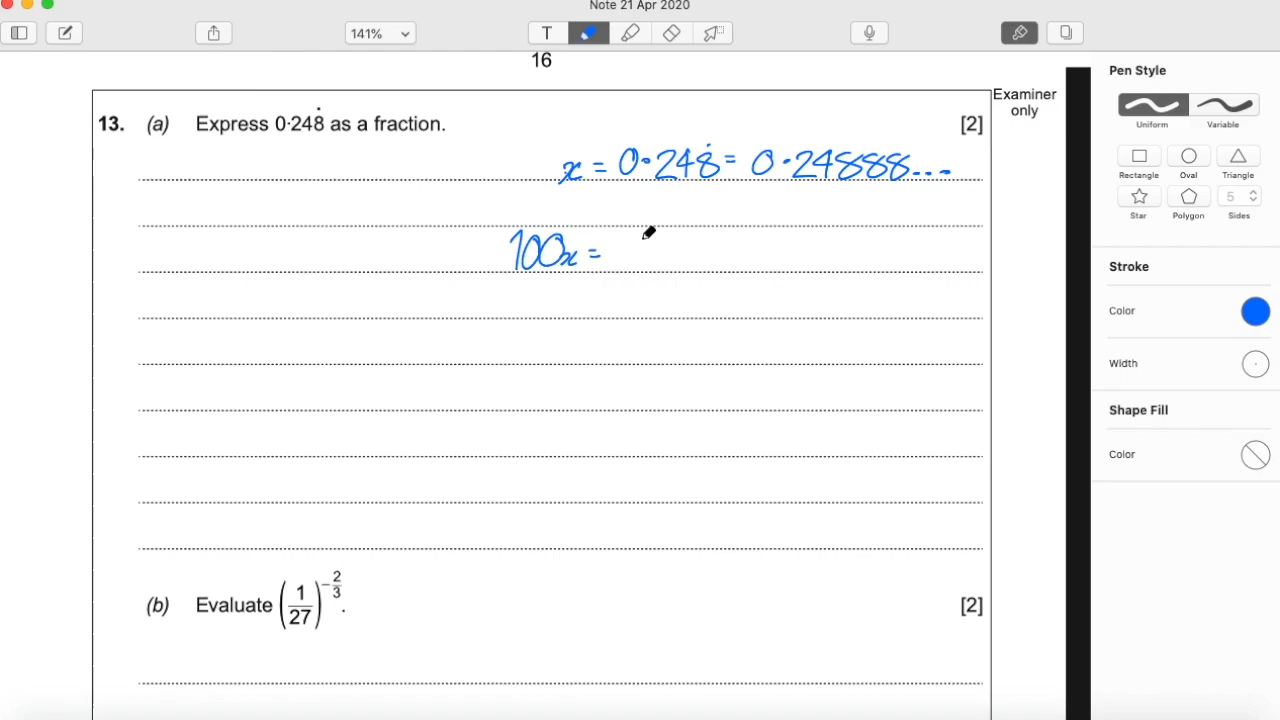 Note 21 Apr 2020
141%
T
16
Examiner only
13. (a) Express 0·248̇ as a fraction. [2]
x = 0·248̇ = 0·24888...
100x =
(b) Evaluate (1/27)^(-2/3). [2]
Pen Style
Uniform Variable
Rectangle Oval Triangle
5
Star Polygon Sides
Stroke
Color
Width
Shape Fill
Color